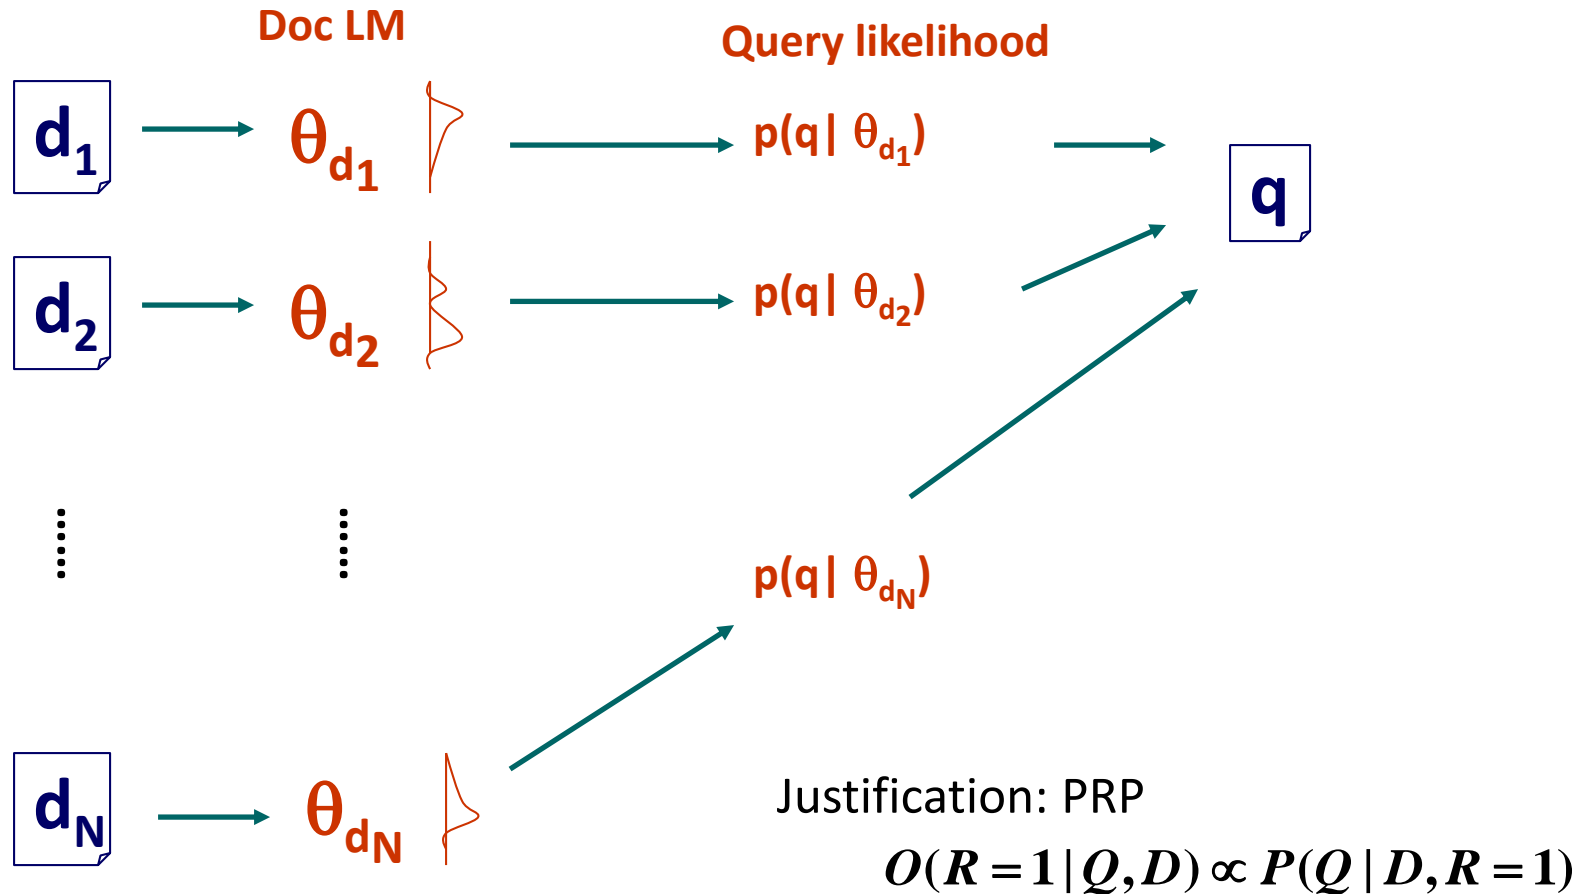 Doc LM
Query likelihood
d1 θd1 p(q| θd1)
q
d2 θd2 p(q| θd2)
p(q| θdN)
dN θdN
Justification: PRP
O(R = 1 | Q, D) ∝ P(Q | D, R = 1)